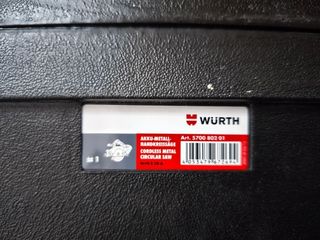 WÜRTH
AKKU-METALL-
HANDKREISSÄGE
CORDLESS METAL
CIRCULAR SAW
Art. 5700 802 01